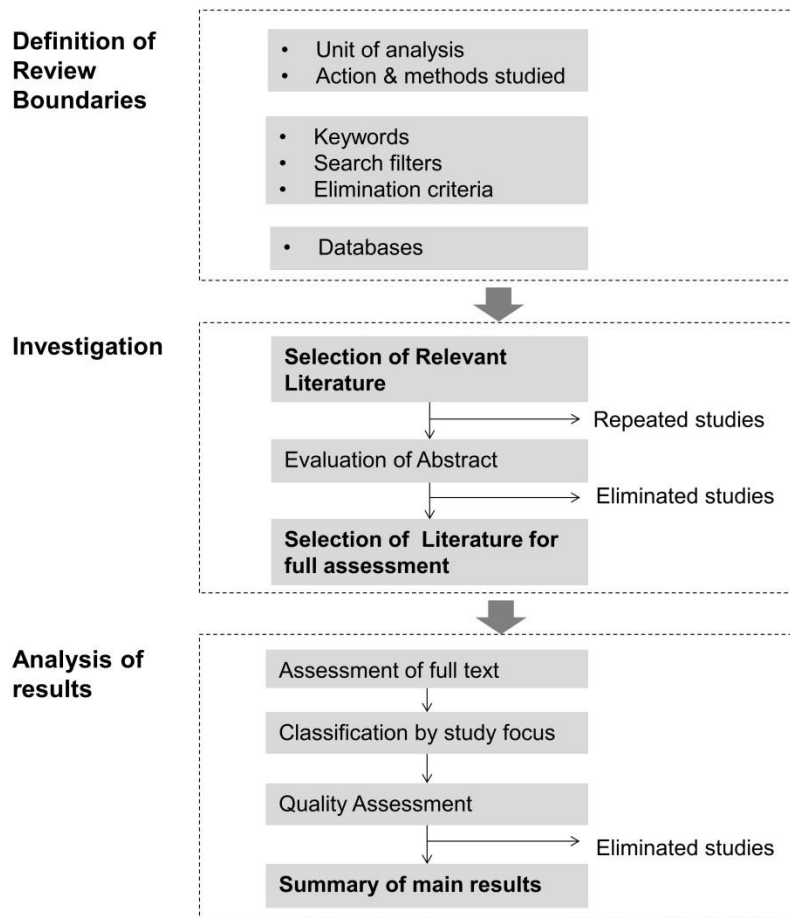 Definition of
Review
Boundaries
• Unit of analysis
• Action & methods studied
• Keywords
• Search filters
• Elimination criteria
• Databases
Investigation
Selection of Relevant
Literature
Repeated studies
Evaluation of Abstract
Eliminated studies
Selection of Literature for
full assessment
Analysis of
results
Assessment of full text
Classification by study focus
Quality Assessment
Eliminated studies
Summary of main results